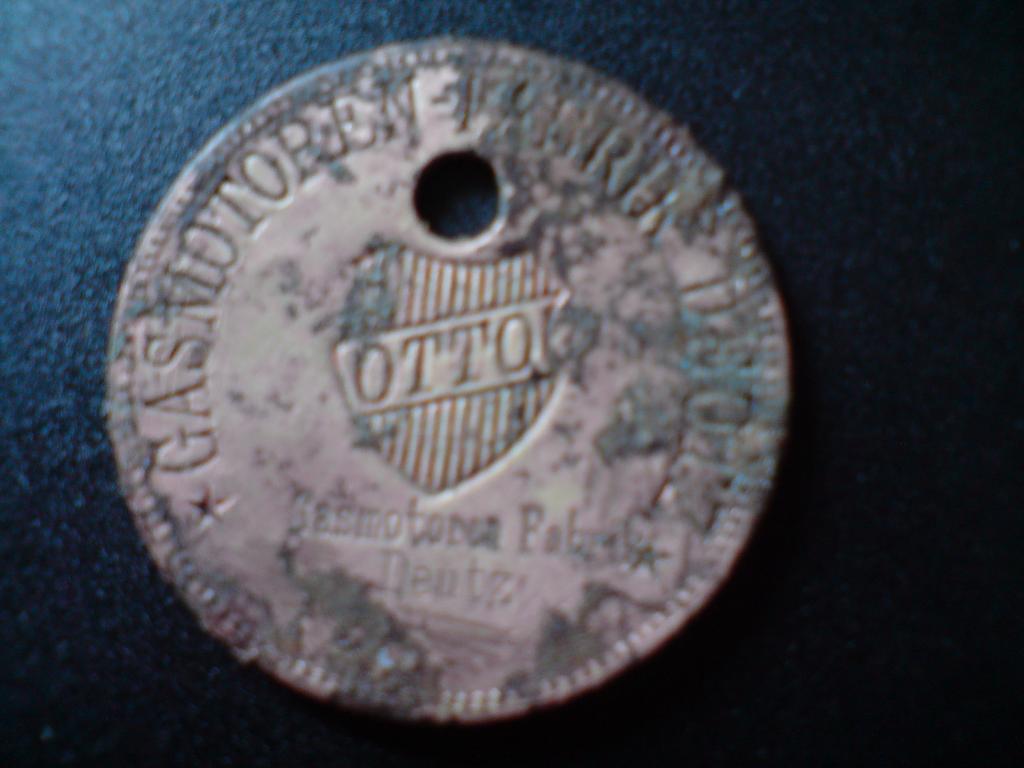 GASMOTOREN-FABRIK DEUTZ
OTTO
Gasmotoren Fabrik
Deutz